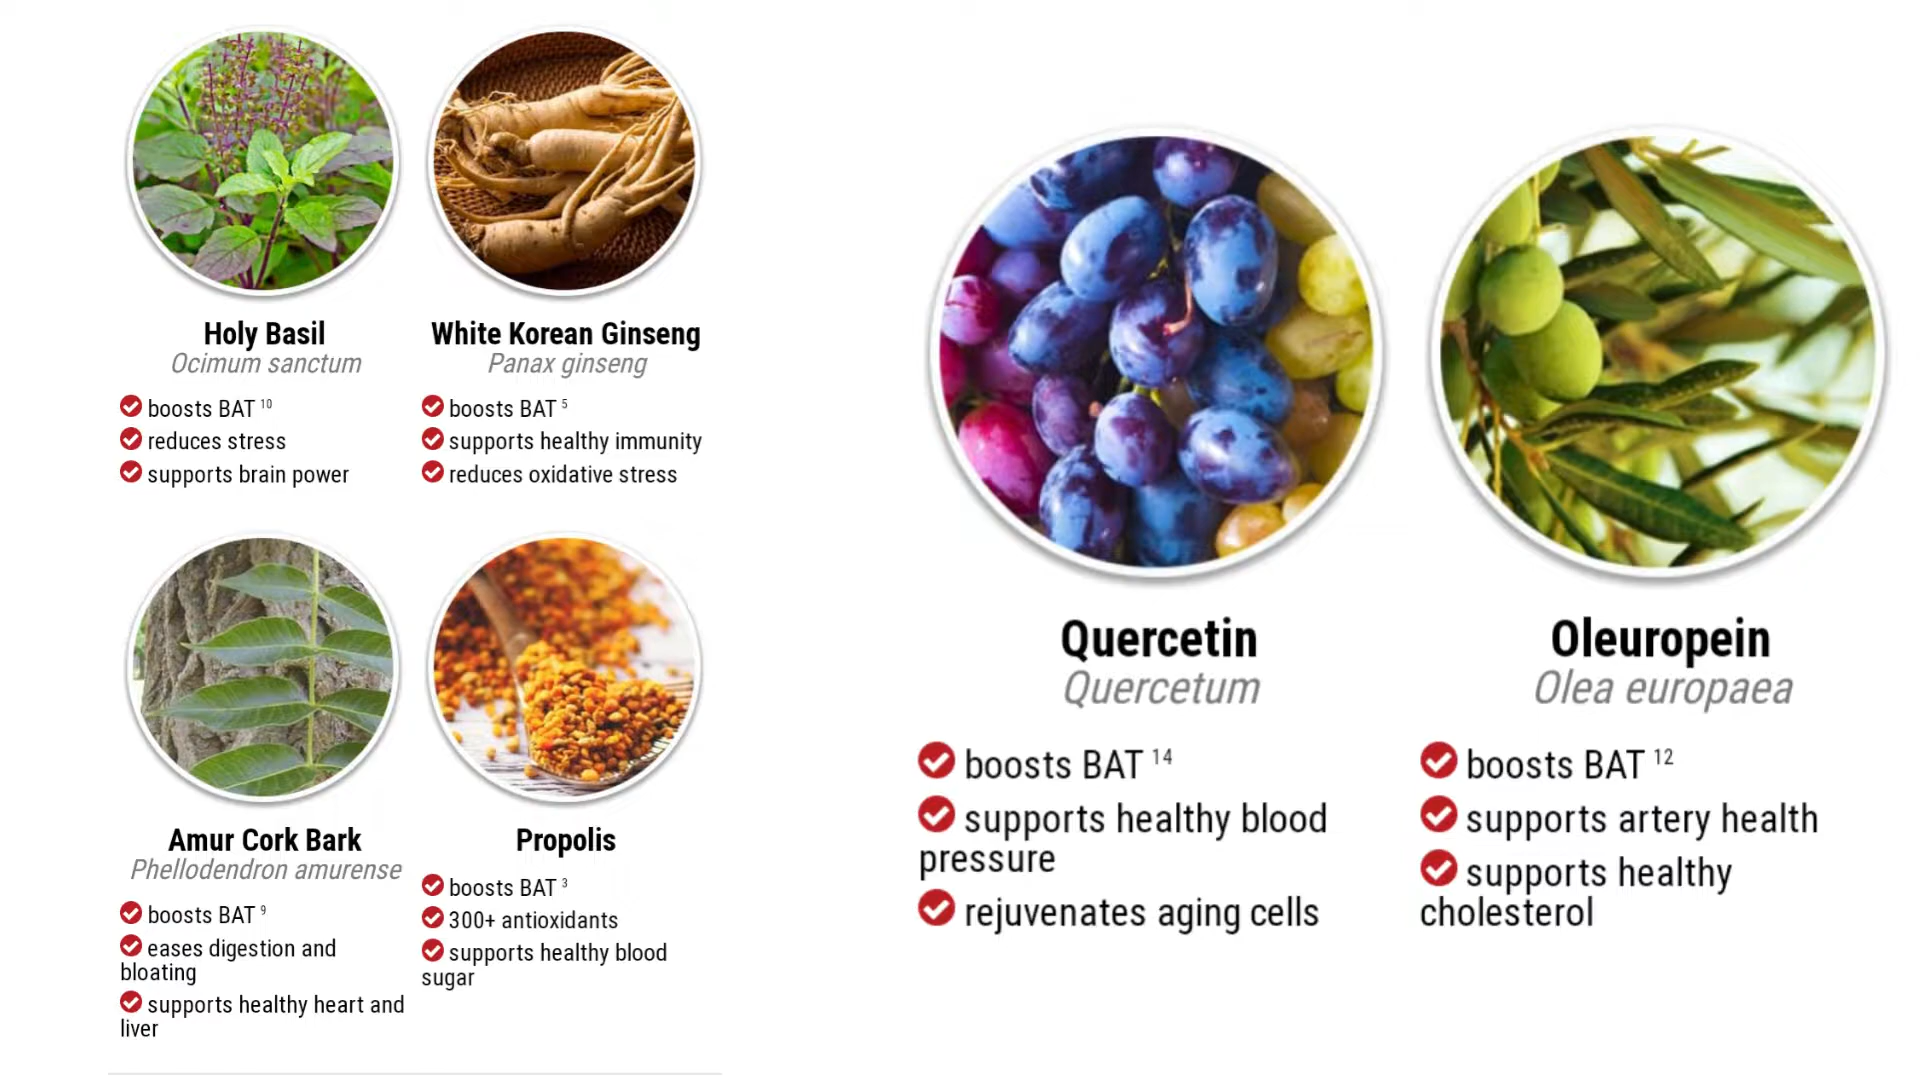 Holy Basil
Ocimum sanctum
boosts BAT 10
reduces stress
supports brain power
White Korean Ginseng
Panax ginseng
boosts BAT 5
supports healthy immunity
reduces oxidative stress
Amur Cork Bark
Phellodendron amurense
boosts BAT 9
eases digestion and
bloating
supports healthy heart and
liver
Propolis
boosts BAT 3
300+ antioxidants
supports healthy blood
sugar
Quercetin
Quercetum
boosts BAT 14
supports healthy blood
pressure
rejuvenates aging cells
Oleuropein
Olea europaea
boosts BAT 12
supports artery health
supports healthy
cholesterol